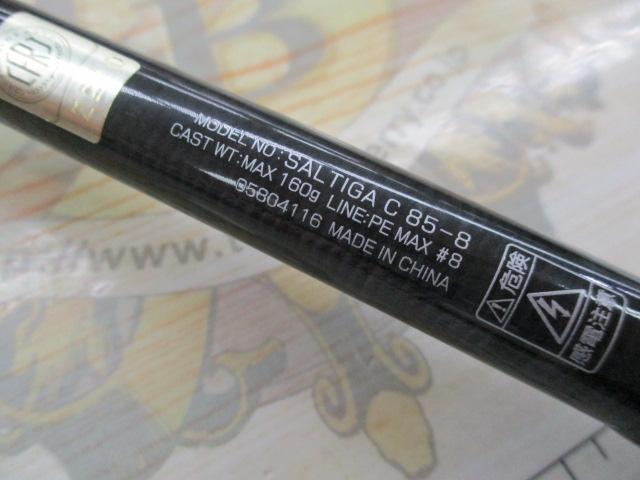 MODEL NO: SALTIGA C 85-8
CAST WT: MAX 160g LINE: PE MAX #8
05804116 MADE IN CHINA
危険
感電注意